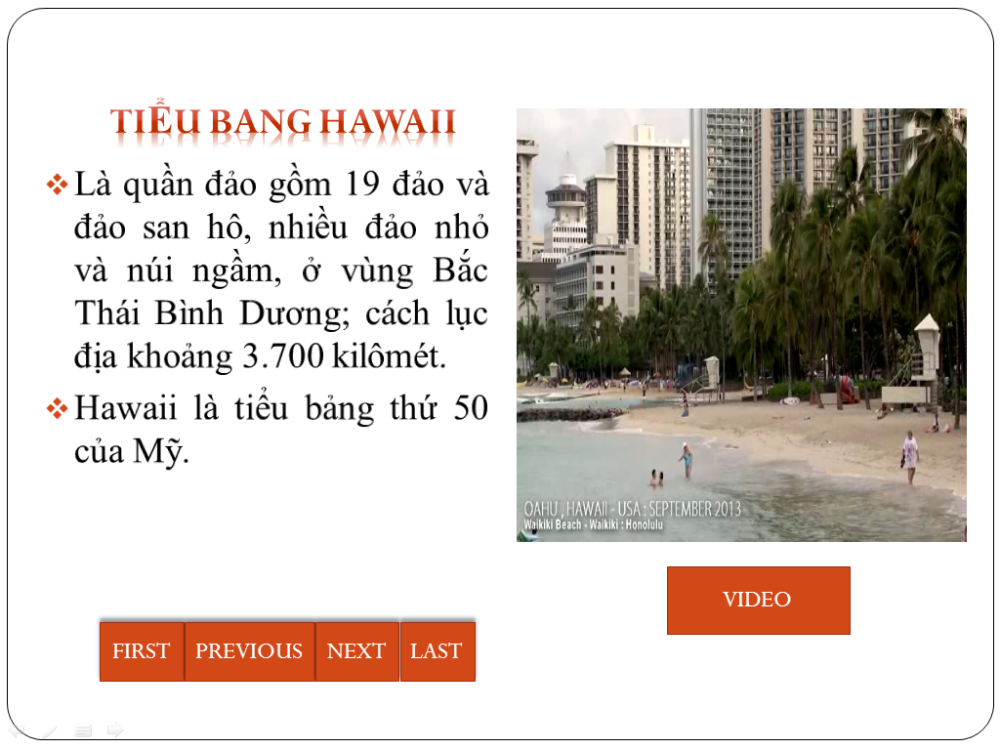 TIỂU BANG HAWAII
Là quần đảo gồm 19 đảo và
đảo san hô, nhiều đảo nhỏ
và núi ngầm, ở vùng Bắc
Thái Bình Dương; cách lục
địa khoảng 3.700 kilômét.
Hawaii là tiểu bảng thứ 50
của Mỹ.
OAHU , HAWAII - USA : SEPTEMBER 2013
Waikiki Beach - Waikiki : Honolulu
VIDEO
FIRST PREVIOUS NEXT LAST